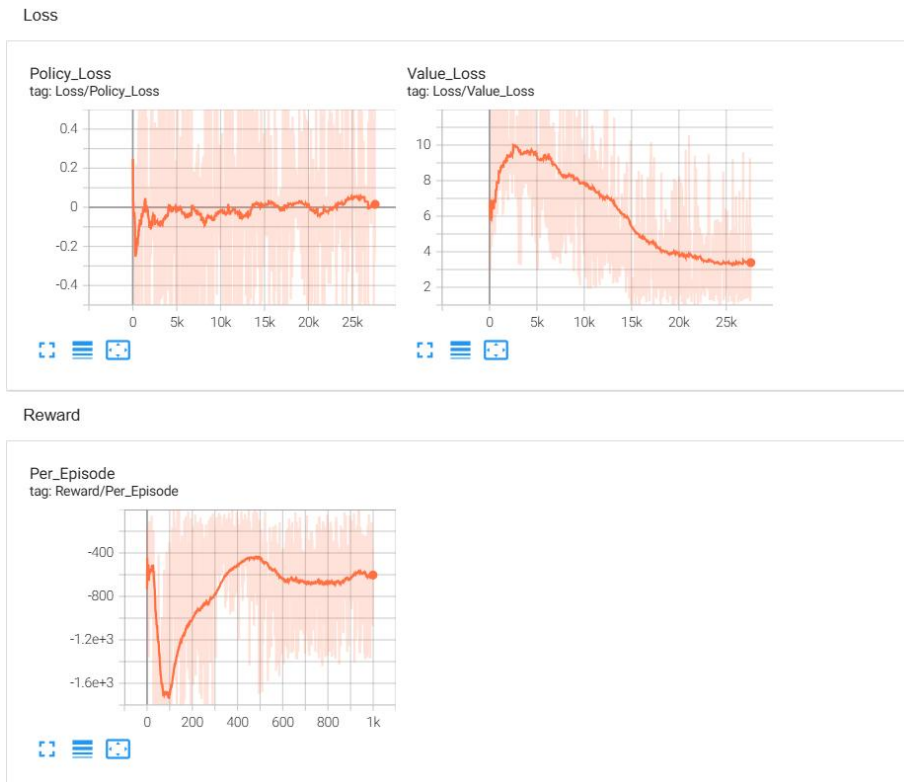 Loss
Policy_Loss
tag: Loss/Policy_Loss
0.4
0.2
0
-0.2
-0.4
0 5k 10k 15k 20k 25k
Value_Loss
tag: Loss/Value_Loss
10
8
6
4
2
0 5k 10k 15k 20k 25k
Reward
Per_Episode
tag: Reward/Per_Episode
-400
-800
-1.2e+3
-1.6e+3
0 200 400 600 800 1k